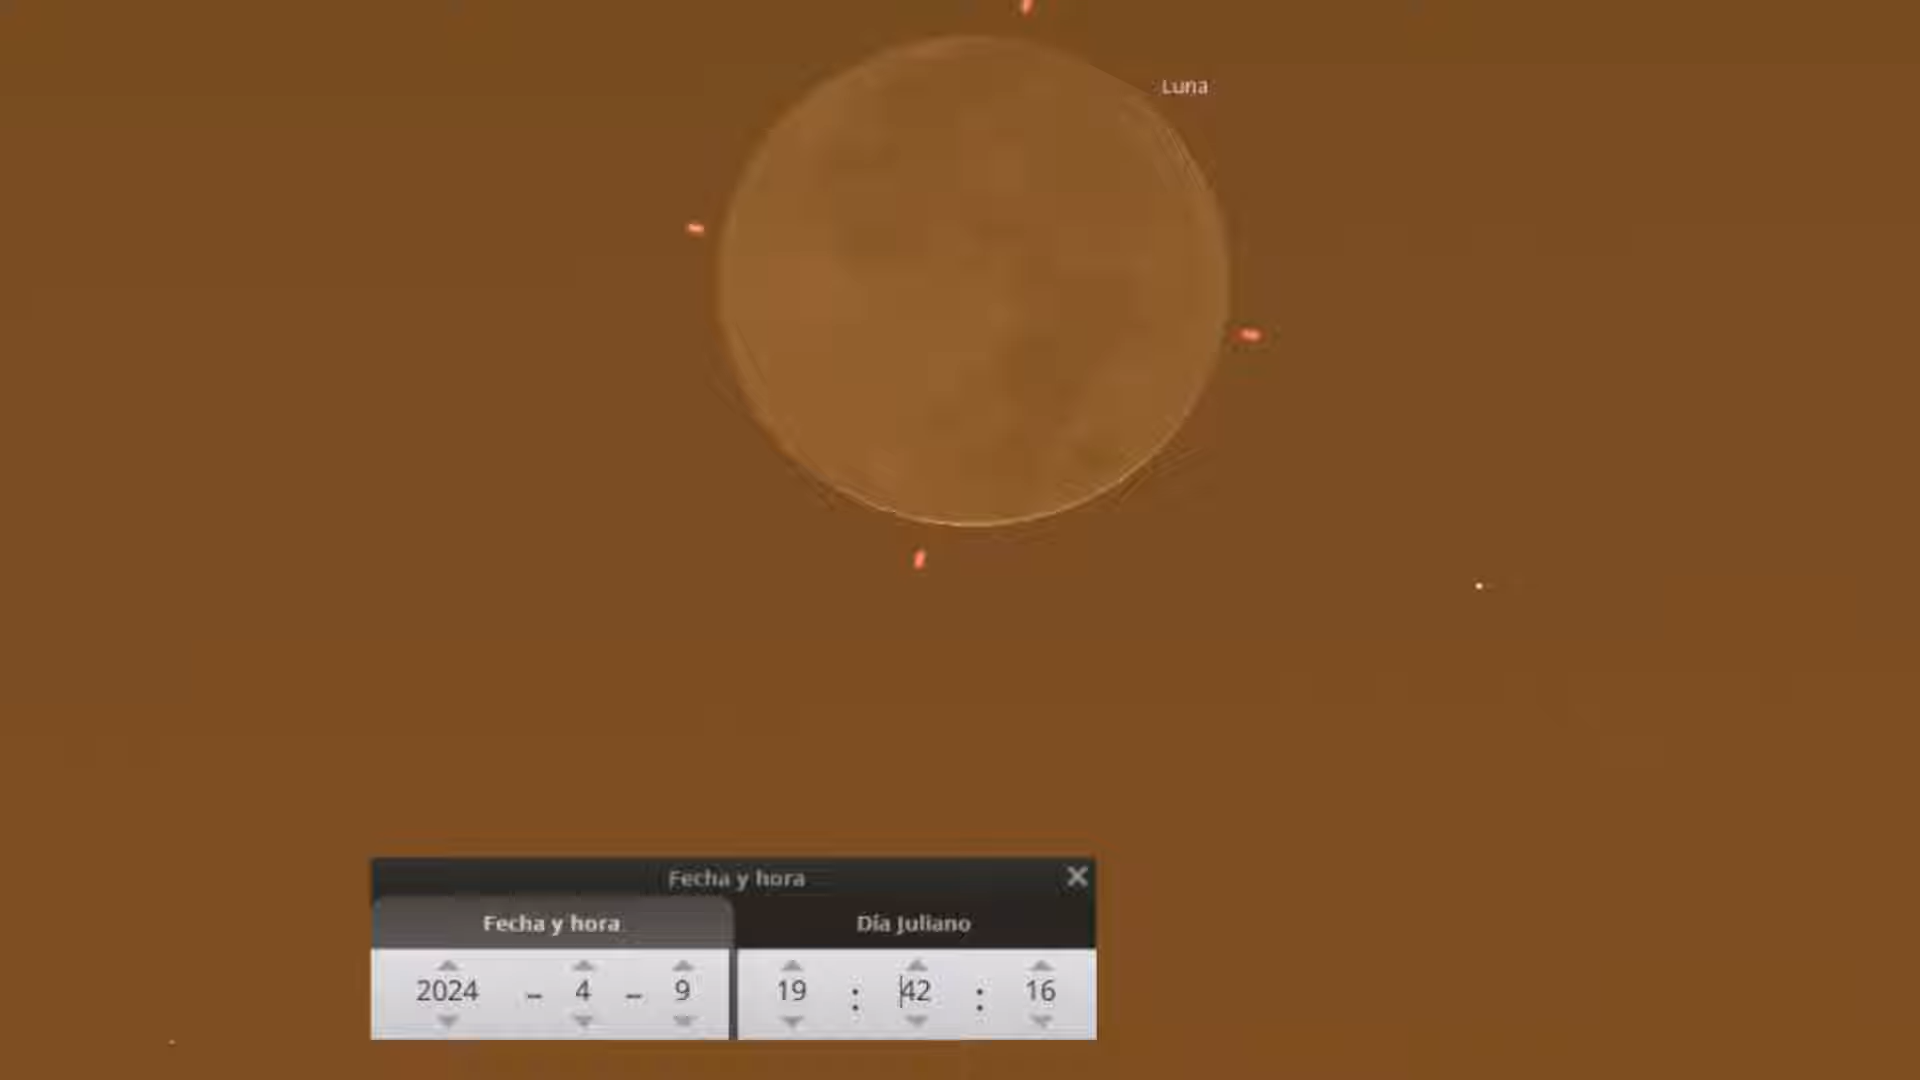 Luna
Fecha y hora
Fecha y hora
Día Juliano
2024 - 4 - 9
19 : 42 : 16